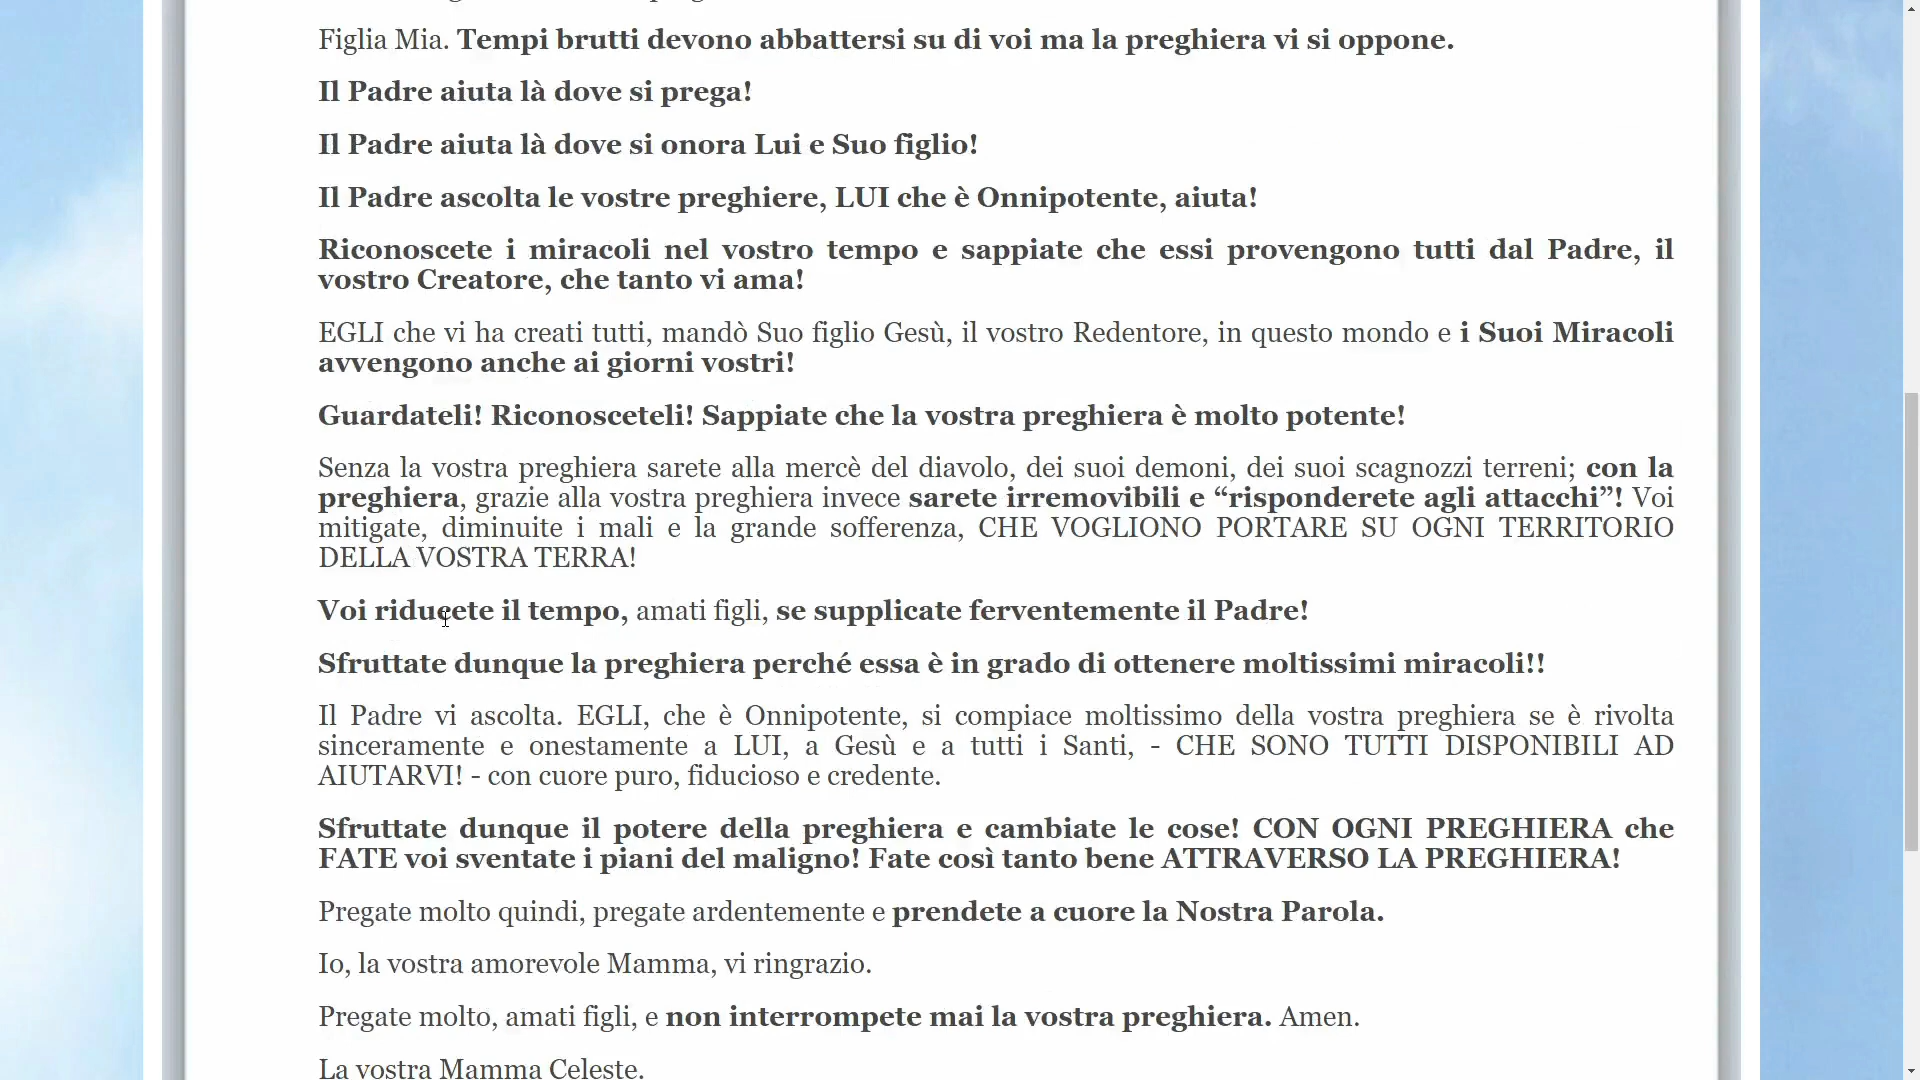 Figlia Mia. Tempi brutti devono abbattersi su di voi ma la preghiera vi si oppone.
Il Padre aiuta là dove si prega!
Il Padre aiuta là dove si onora Lui e Suo figlio!
Il Padre ascolta le vostre preghiere, LUI che è Onnipotente, aiuta!
Riconoscete i miracoli nel vostro tempo e sappiate che essi provengono tutti dal Padre, il
vostro Creatore, che tanto vi ama!
EGLI che vi ha creati tutti, mandò Suo figlio Gesù, il vostro Redentore, in questo mondo e i Suoi Miracoli
avvengono anche ai giorni vostri!
Guardateli! Riconosceteli! Sappiate che la vostra preghiera è molto potente!
Senza la vostra preghiera sarete alla mercè del diavolo, dei suoi demoni, dei suoi scagnozzi terreni; con la
preghiera, grazie alla vostra preghiera invece sarete irremovibili e “risponderete agli attacchi”! Voi
mitigate, diminuite i mali e la grande sofferenza, CHE VOGLIONO PORTARE SU OGNI TERRITORIO
DELLA VOSTRA TERRA!
Voi riducete il tempo, amati figli, se supplicate ferventemente il Padre!
Sfruttate dunque la preghiera perché essa è in grado di ottenere moltissimi miracoli!!
Il Padre vi ascolta. EGLI, che è Onnipotente, si compiace moltissimo della vostra preghiera se è rivolta
sinceramente e onestamente a LUI, a Gesù e a tutti i Santi, - CHE SONO TUTTI DISPONIBILI AD
AIUTARVI! - con cuore puro, fiducioso e credente.
Sfruttate dunque il potere della preghiera e cambiate le cose! CON OGNI PREGHIERA che
FATE voi sventate i piani del maligno! Fate così tanto bene ATTRAVERSO LA PREGHIERA!
Pregate molto quindi, pregate ardentemente e prendete a cuore la Nostra Parola.
Io, la vostra amorevole Mamma, vi ringrazio.
Pregate molto, amati figli, e non interrompete mai la vostra preghiera. Amen.
La vostra Mamma Celeste.